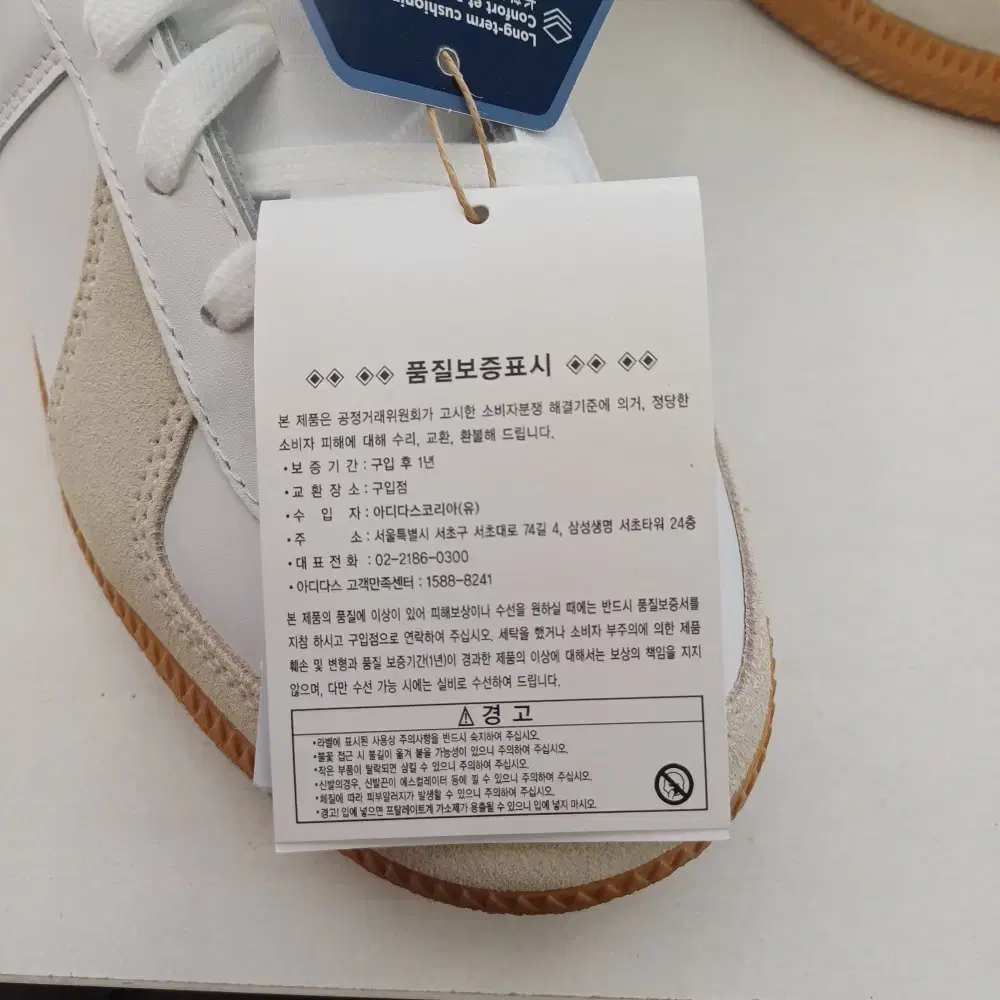 Long-term cushioning
Confort et
◈◈ ◈◈ 품질보증표시 ◈◈ ◈◈
본 제품은 공정거래위원회가 고시한 소비자분쟁 해결기준에 의거, 정당한
소비자 피해에 대해 수리, 교환, 환불해 드립니다.
•보 증 기 간 : 구입 후 1년
•교 환 장 소 : 구입점
•수 입 자 : 아디다스코리아(유)
•주 소 : 서울특별시 서초구 서초대로 74길 4, 삼성생명 서초타워 24층
•대 표 전 화 : 02-2186-0300
•아디다스 고객만족센터 : 1588-8241
본 제품의 품질에 이상이 있어 피해보상이나 수선을 원하실 때에는 반드시 품질보증서를
지참 하시고 구입점으로 연락하여 주십시오. 세탁을 했거나 소비자 부주의에 의한 제품
훼손 및 변형과 품질 보증기간(1년)이 경과한 제품의 이상에 대해서는 보상의 책임을 지지
않으며, 다만 수선 가능 시에는 실비로 수선하여 드립니다.
⚠경 고
•라벨에 표시된 사용상 주의사항을 반드시 숙지하여 주십시오.
•불꽃 접근 시 불길이 옮겨 붙을 가능성이 있으니 주의하여 주십시오.
•작은 부품이 탈락되면 삼킬 수 있으니 주의하여 주십시오.
•신발의경우, 신발끈이 에스컬레이터 등에 낄 수 있으니 주의하여 주십시오.
•체질에 따라 피부알러지가 발생할 수 있으니 주의하여 주십시오.
•경고! 입에 넣으면 프탈레이트계 가소제가 용출될 수 있으니 입에 넣지 마시오.